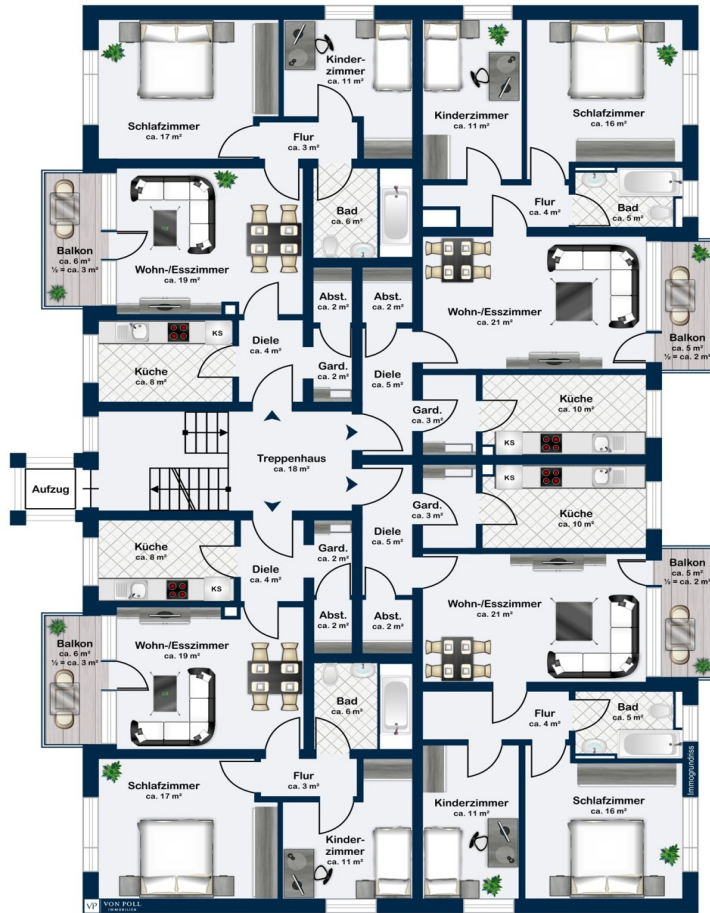 Schlafzimmer
ca. 17 m²
Kinder-
zimmer
ca. 11 m²
Kinderzimmer
ca. 11 m²
Schlafzimmer
ca. 16 m²
Flur
ca. 3 m²
Bad
ca. 6 m²
Flur
ca. 4 m²
Bad
ca. 5 m²
Balkon
ca. 6 m²
½ = ca. 3 m²
Wohn-/Esszimmer
ca. 19 m²
Abst.
ca. 2 m²
Abst.
ca. 2 m²
Wohn-/Esszimmer
ca. 21 m²
Balkon
ca. 5 m²
½ = ca. 2 m²
KS
Küche
ca. 8 m²
Diele
ca. 4 m²
Gard.
ca. 2 m²
Diele
ca. 5 m²
Gard.
ca. 3 m²
Küche
ca. 10 m²
KS
Treppenhaus
ca. 18 m²
Aufzug
KS
Gard.
ca. 3 m²
Küche
ca. 10 m²
Küche
ca. 8 m²
KS
Diele
ca. 4 m²
Gard.
ca. 2 m²
Diele
ca. 5 m²
Abst.
ca. 2 m²
Abst.
ca. 2 m²
Wohn-/Esszimmer
ca. 21 m²
Balkon
ca. 5 m²
½ = ca. 2 m²
Balkon
ca. 6 m²
½ = ca. 3 m²
Wohn-/Esszimmer
ca. 19 m²
Bad
ca. 6 m²
Flur
ca. 4 m²
Bad
ca. 5 m²
Flur
ca. 3 m²
Schlafzimmer
ca. 17 m²
Kinder-
zimmer
ca. 11 m²
Kinderzimmer
ca. 11 m²
Schlafzimmer
ca. 16 m²
Immogrundriss
VP VON POLL
IMMOBILIEN